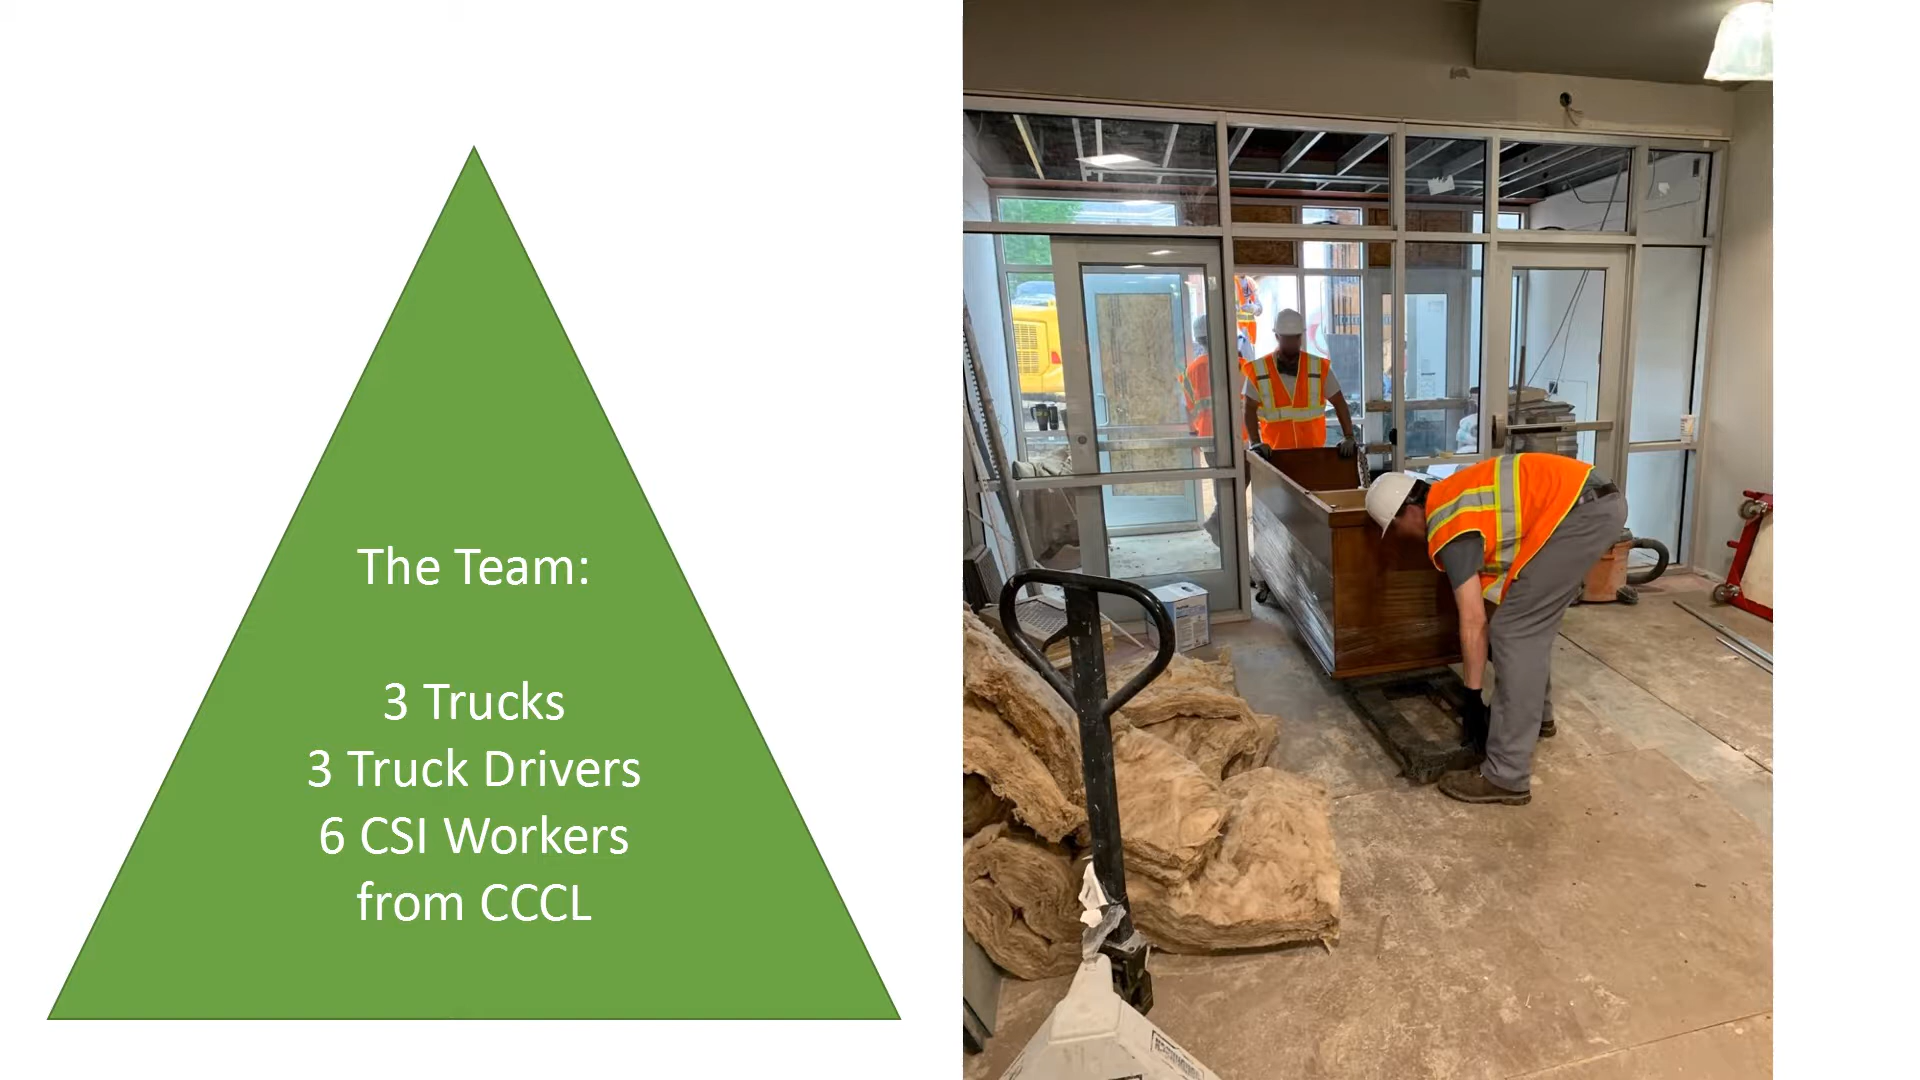 The Team:
3 Trucks
3 Truck Drivers
6 CSI Workers
from CCCL